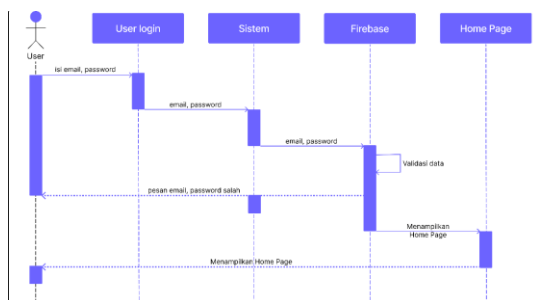 User login
Sistem
Firebase
Home Page
User
isi email, password
email, password
email, password
Validasi data
pesan email, password salah
Menampilkan
Home Page
Menampilkan Home Page